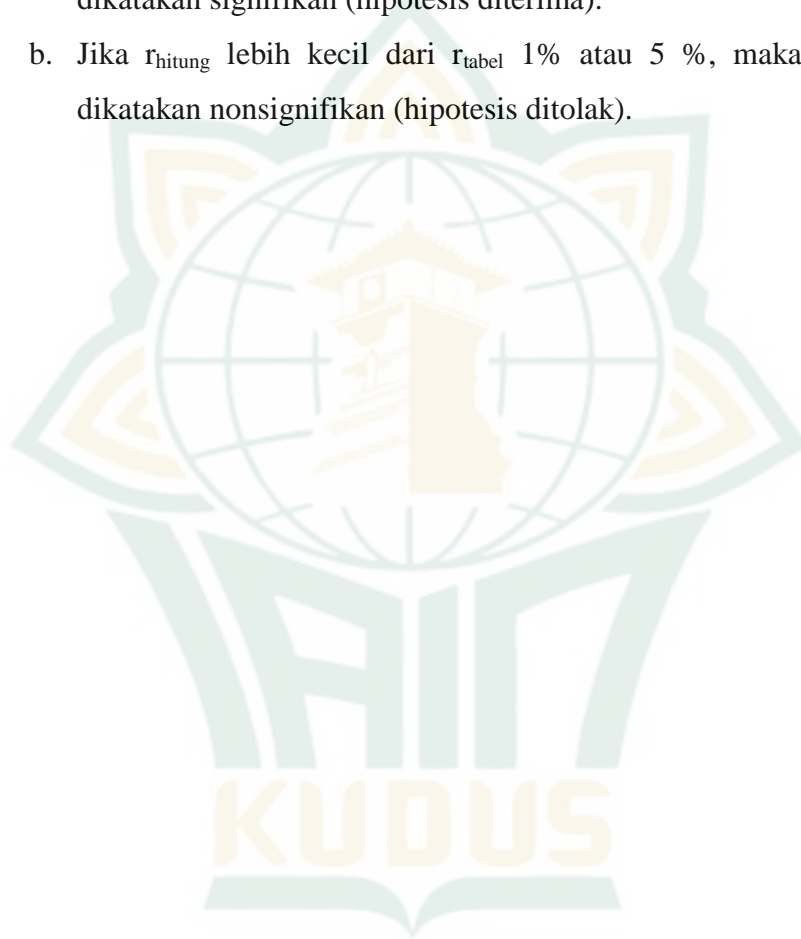 dikatakan signifikan (hipotesis diterima).
b. Jika rhitung lebih kecil dari rtabel 1% atau 5 %, maka
dikatakan nonsignifikan (hipotesis ditolak).
IAIN
KUDUS